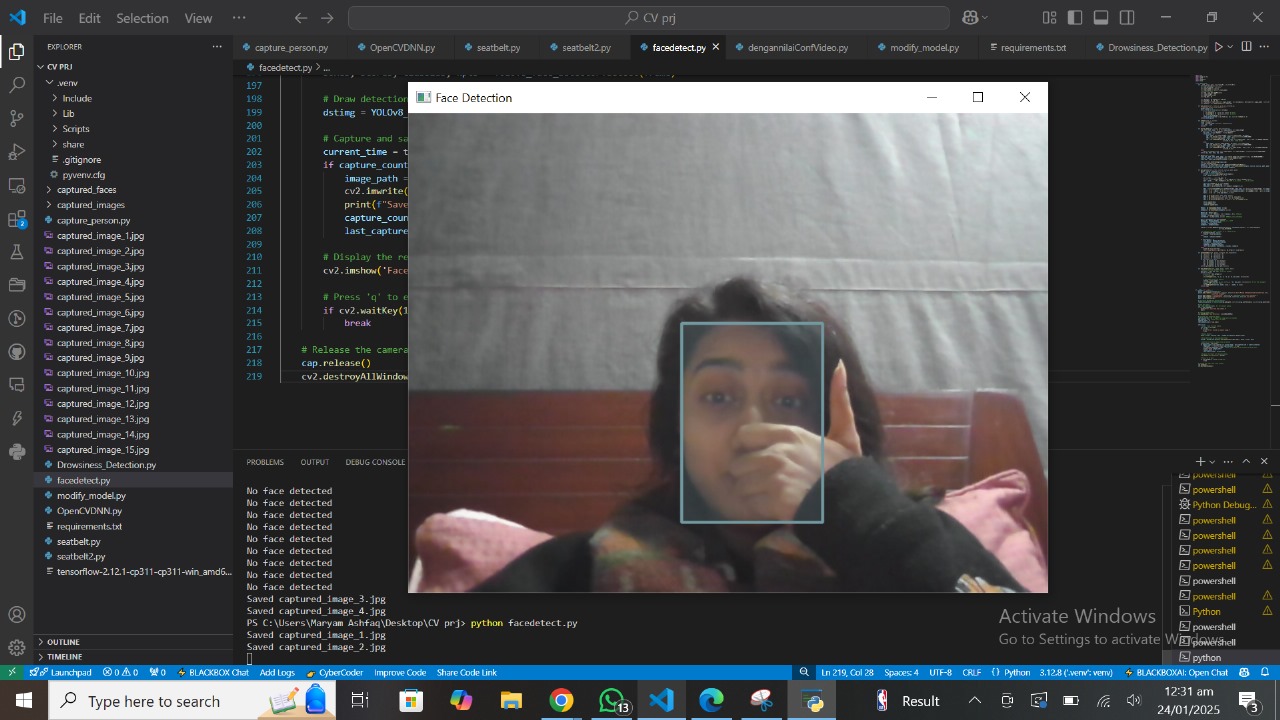 File Edit Selection View ··· CV prj
EXPLORER ···
capture_person.py OpenCVDNN.py seatbelt.py seatbelt2.py facedetect.py dengannilaiConfVideo.py modify_model.py requirements.txt Drowsiness_Detection.py
CV PRJ
facedetect.py > ...
.venv
Include
Lib
Scripts
share
.gitignore
pyvenv.cfg
captured_faces
captured_images
capture_person.py
captured_image_1.jpg
captured_image_2.jpg
captured_image_3.jpg
captured_image_4.jpg
captured_image_5.jpg
captured_image_6.jpg
captured_image_7.jpg
captured_image_8.jpg
captured_image_9.jpg
captured_image_10.jpg
captured_image_11.jpg
captured_image_12.jpg
captured_image_13.jpg
captured_image_14.jpg
captured_image_15.jpg
Drowsiness_Detection.py
facedetect.py
modify_model.py
OpenCVDNN.py
requirements.txt
seatbelt.py
seatbelt2.py
tensorflow-2.12.1-cp311-cp311-win_amd6...
OUTLINE
TIMELINE
197
198 # Draw detection
199 dstimg = YOLOv8_
200
201 # Capture and sa
202 current_time = t
203 if capture_count
204 image_path =
205 cv2.imwrite(
206 print(f"Save
207 capture_coun
208 last_capture
209
210 # Display the re
211 cv2.imshow('Face
212
213 # Press 'q' to e
214 if cv2.waitKey(1
215 break
216
217 # Release the camera
218 cap.release()
219 cv2.destroyAllWindow
Face Detection
PROBLEMS OUTPUT DEBUG CONSOLE
No face detected
No face detected
No face detected
No face detected
No face detected
No face detected
No face detected
No face detected
No face detected
Saved captured_image_3.jpg
Saved captured_image_4.jpg
PS C:\Users\Maryam Ashfaq\Desktop\CV prj> python facedetect.py
Saved captured_image_1.jpg
Saved captured_image_2.jpg
powershell
powershell
Python Debug...
powershell
powershell
powershell
powershell
powershell
powershell
Python
powershell
powershell
python
Activate Windows
Go to Settings to activate Windows.
Launchpad 0 0 0 BLACKBOX Chat Add Logs CyberCoder Improve Code Share Code Link Ln 219, Col 28 Spaces: 4 UTF-8 CRLF Python 3.12.8 ('.venv': venv) BLACKBOXAI: Open Chat
Type here to search 13 Result 12:31 am
24/01/2025 3